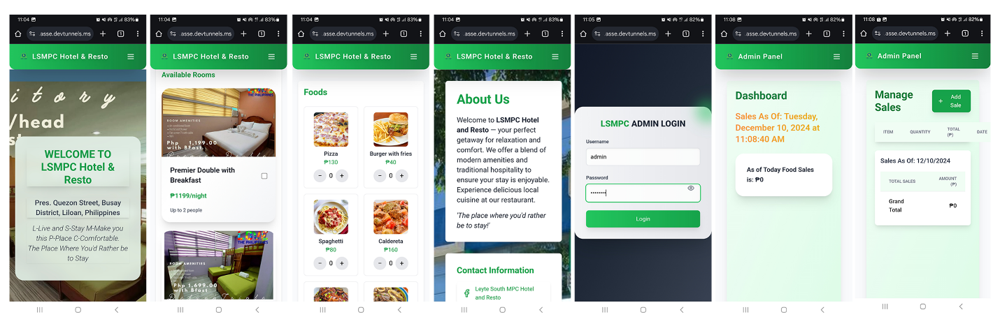 11:04
83%
.asse.devtunnels.ms
1
LSMPC Hotel & Resto
itory
/head
WELCOME TO
LSMPC Hotel &
Resto
Pres. Quezon Street, Busay
District, Liloan, Philippines
L-Live and S-Stay M-Make you
this P-Place C-Comfortable.
The Place Where You'd Rather be
to Stay
11:04
83%
.asse.devtunnels.ms
1
LSMPC Hotel & Resto
Available Rooms
THE PHILIPPINES
ROOM AMENITIES
Php 1,199.00
with BFast
Premier Double with
Breakfast
₱1199/night
Up to 2 people
THE PHILIPPINES
ROOM AMENITIES
Php 1,699.00
with BFast
11:04
83%
.asse.devtunnels.ms
1
LSMPC Hotel & Resto
Foods
Pizza
₱130
− 0 +
Burger with fries
₱40
− 0 +
Spaghetti
₱80
− 0 +
Caldereta
₱160
− 0 +
11:04
83%
.asse.devtunnels.ms
1
LSMPC Hotel & Resto
About Us
Welcome to LSMPC Hotel
and Resto — your perfect
getaway for relaxation and
comfort. We offer a blend of
modern amenities and
traditional hospitality to
ensure your stay is enjoyable.
Experience delicious local
cuisine at our restaurant.
'The place where you'd rather
be to stay!'
Contact Information
Leyte South MPC Hotel
and Resto
11:05
82%
.asse.devtunnels.ms
1
LSMPC ADMIN LOGIN
Username
admin
Password
••••••••
Login
11:08
82%
.asse.devtunnels.ms
1
Admin Panel
Dashboard
Sales As Of: Tuesday,
December 10, 2024 at
11:08:40 AM
As of Today Food Sales
is: ₱0
11:08
82%
.asse.devtunnels.ms
1
Admin Panel
Manage
Sales
+ Add
Sale
ITEM QUANTITY TOTAL
(₱) DATE
Sales As Of: 12/10/2024
TOTAL SALES AMOUNT
(₱)
Grand
Total ₱0